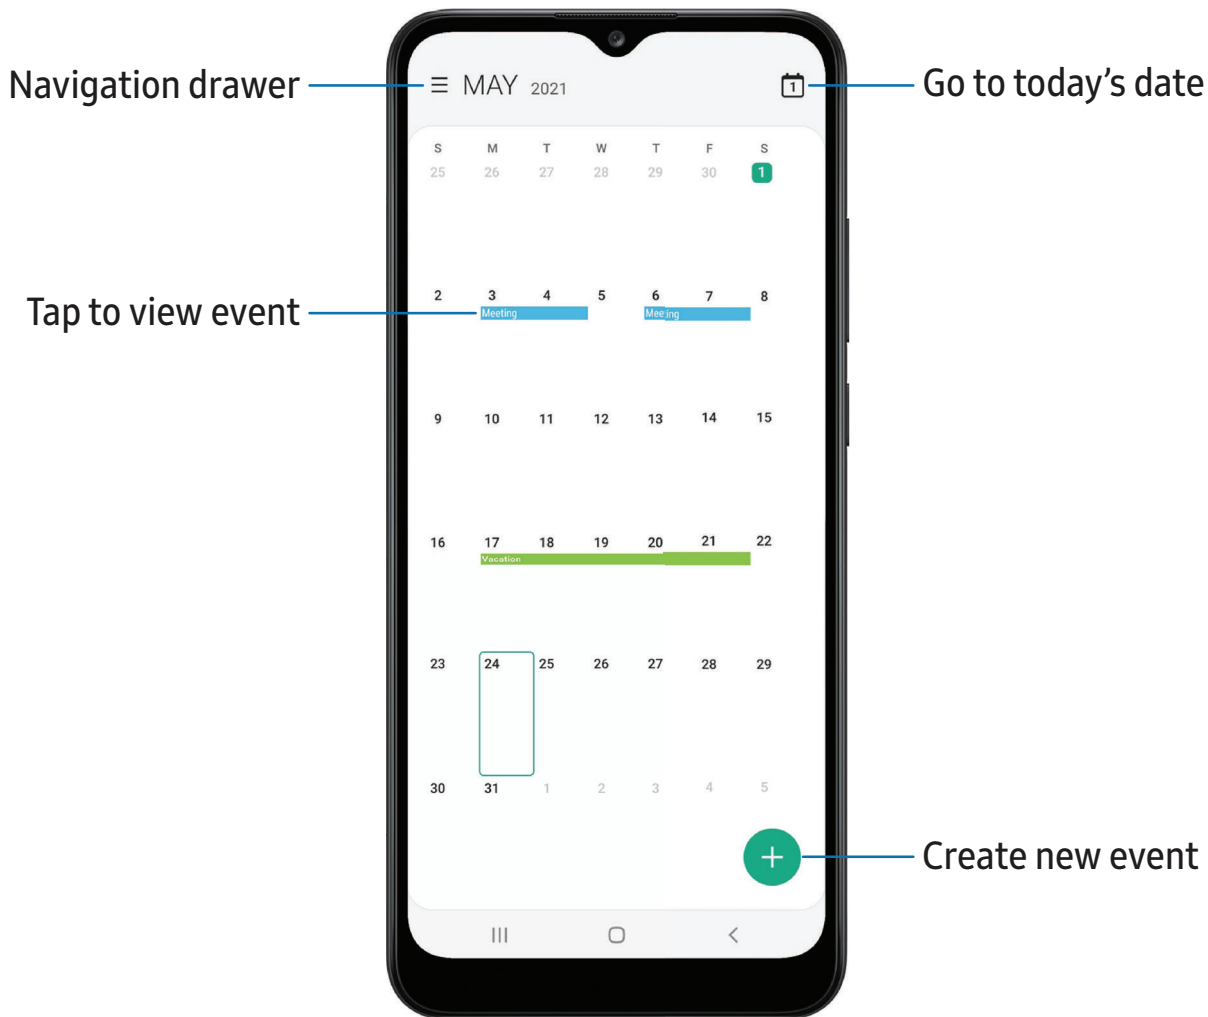 Navigation drawer
MAY 2021
1
Go to today's date
S M T W T F S
25 26 27 28 29 30 1
2 3 4 5 6 7 8
Tap to view event
Meeting Mee:ing
9 10 11 12 13 14 15
16 17 18 19 20 21 22
Vacation
23 24 25 26 27 28 29
30 31 1 2 3 4 5
+
Create new event